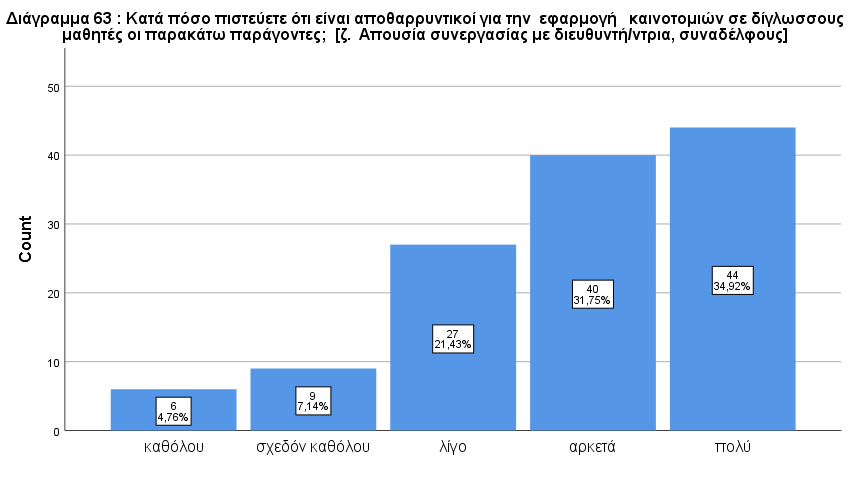 Διάγραμμα 63 : Κατά πόσο πιστεύετε ότι είναι αποθαρρυντικοί για την εφαρμογή καινοτομιών σε δίγλωσσους
μαθητές οι παρακάτω παράγοντες; [ζ. Απουσία συνεργασίας με διευθυντή/ντρια, συναδέλφους]
50
40
30
20
10
0
Count
6
4,76%
9
7,14%
27
21,43%
40
31,75%
44
34,92%
καθόλου
σχεδόν καθόλου
λίγο
αρκετά
πολύ